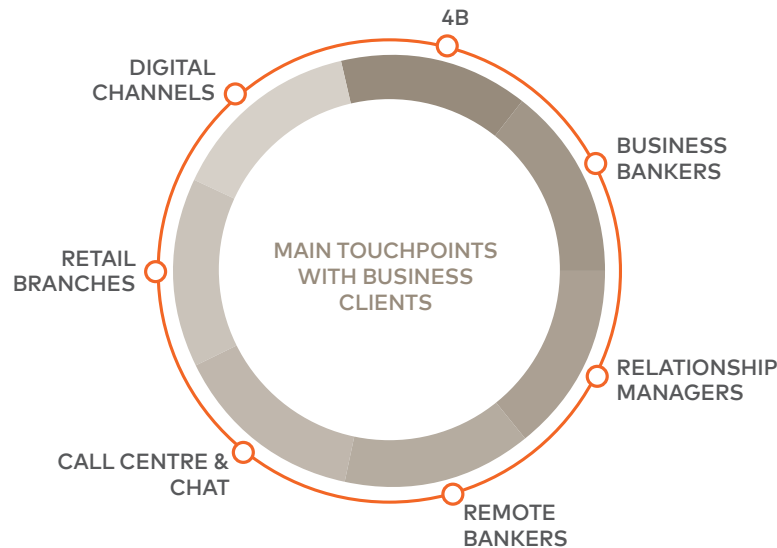 4B
BUSINESS
BANKERS
RELATIONSHIP
MANAGERS
REMOTE
BANKERS
CALL CENTRE &
CHAT
RETAIL
BRANCHES
DIGITAL
CHANNELS
MAIN TOUCHPOINTS
WITH BUSINESS
CLIENTS